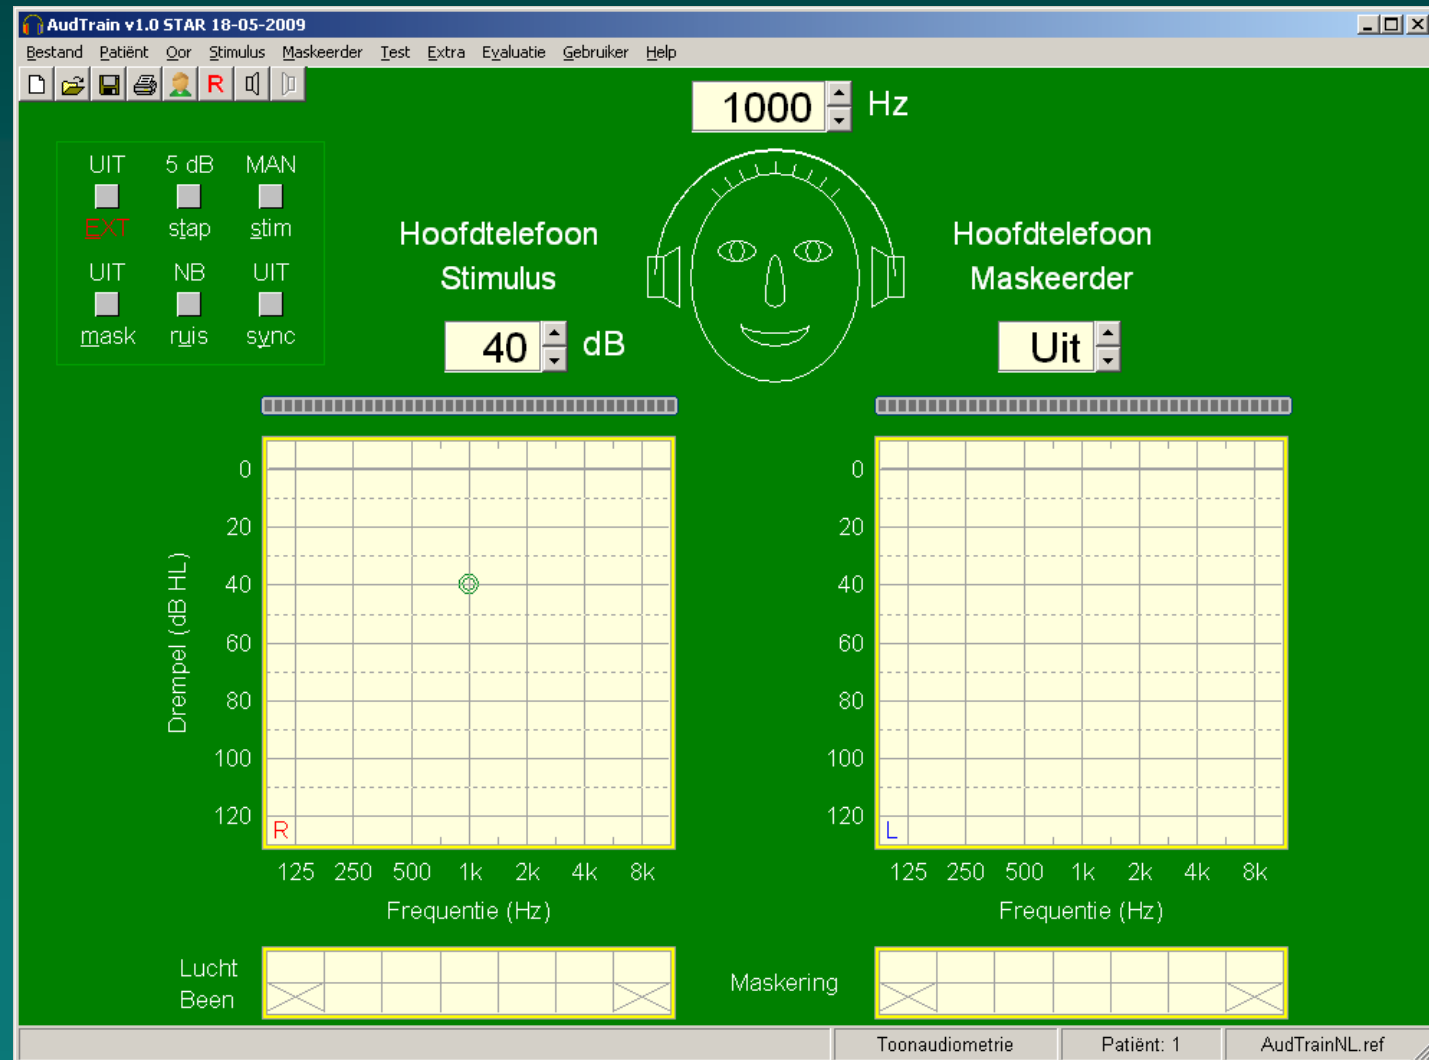 AudTrain v1.0 STAR 18-05-2009
Bestand Patiënt Oor Stimulus Maskeerder Test Extra Evaluatie Gebruiker Help
R
1000 Hz
UIT 5 dB MAN
EXT stap stim
UIT NB UIT
mask ruis sync
Hoofdtelefoon
Stimulus
40 dB
Hoofdtelefoon
Maskeerder
Uit
Drempel (dB HL)
0
20
40
60
80
100
120
R
125 250 500 1k 2k 4k 8k
Frequentie (Hz)
0
20
40
60
80
100
120
L
125 250 500 1k 2k 4k 8k
Frequentie (Hz)
Lucht
Been
Maskering
Toonaudiometrie Patiënt: 1 AudTrainNL.ref